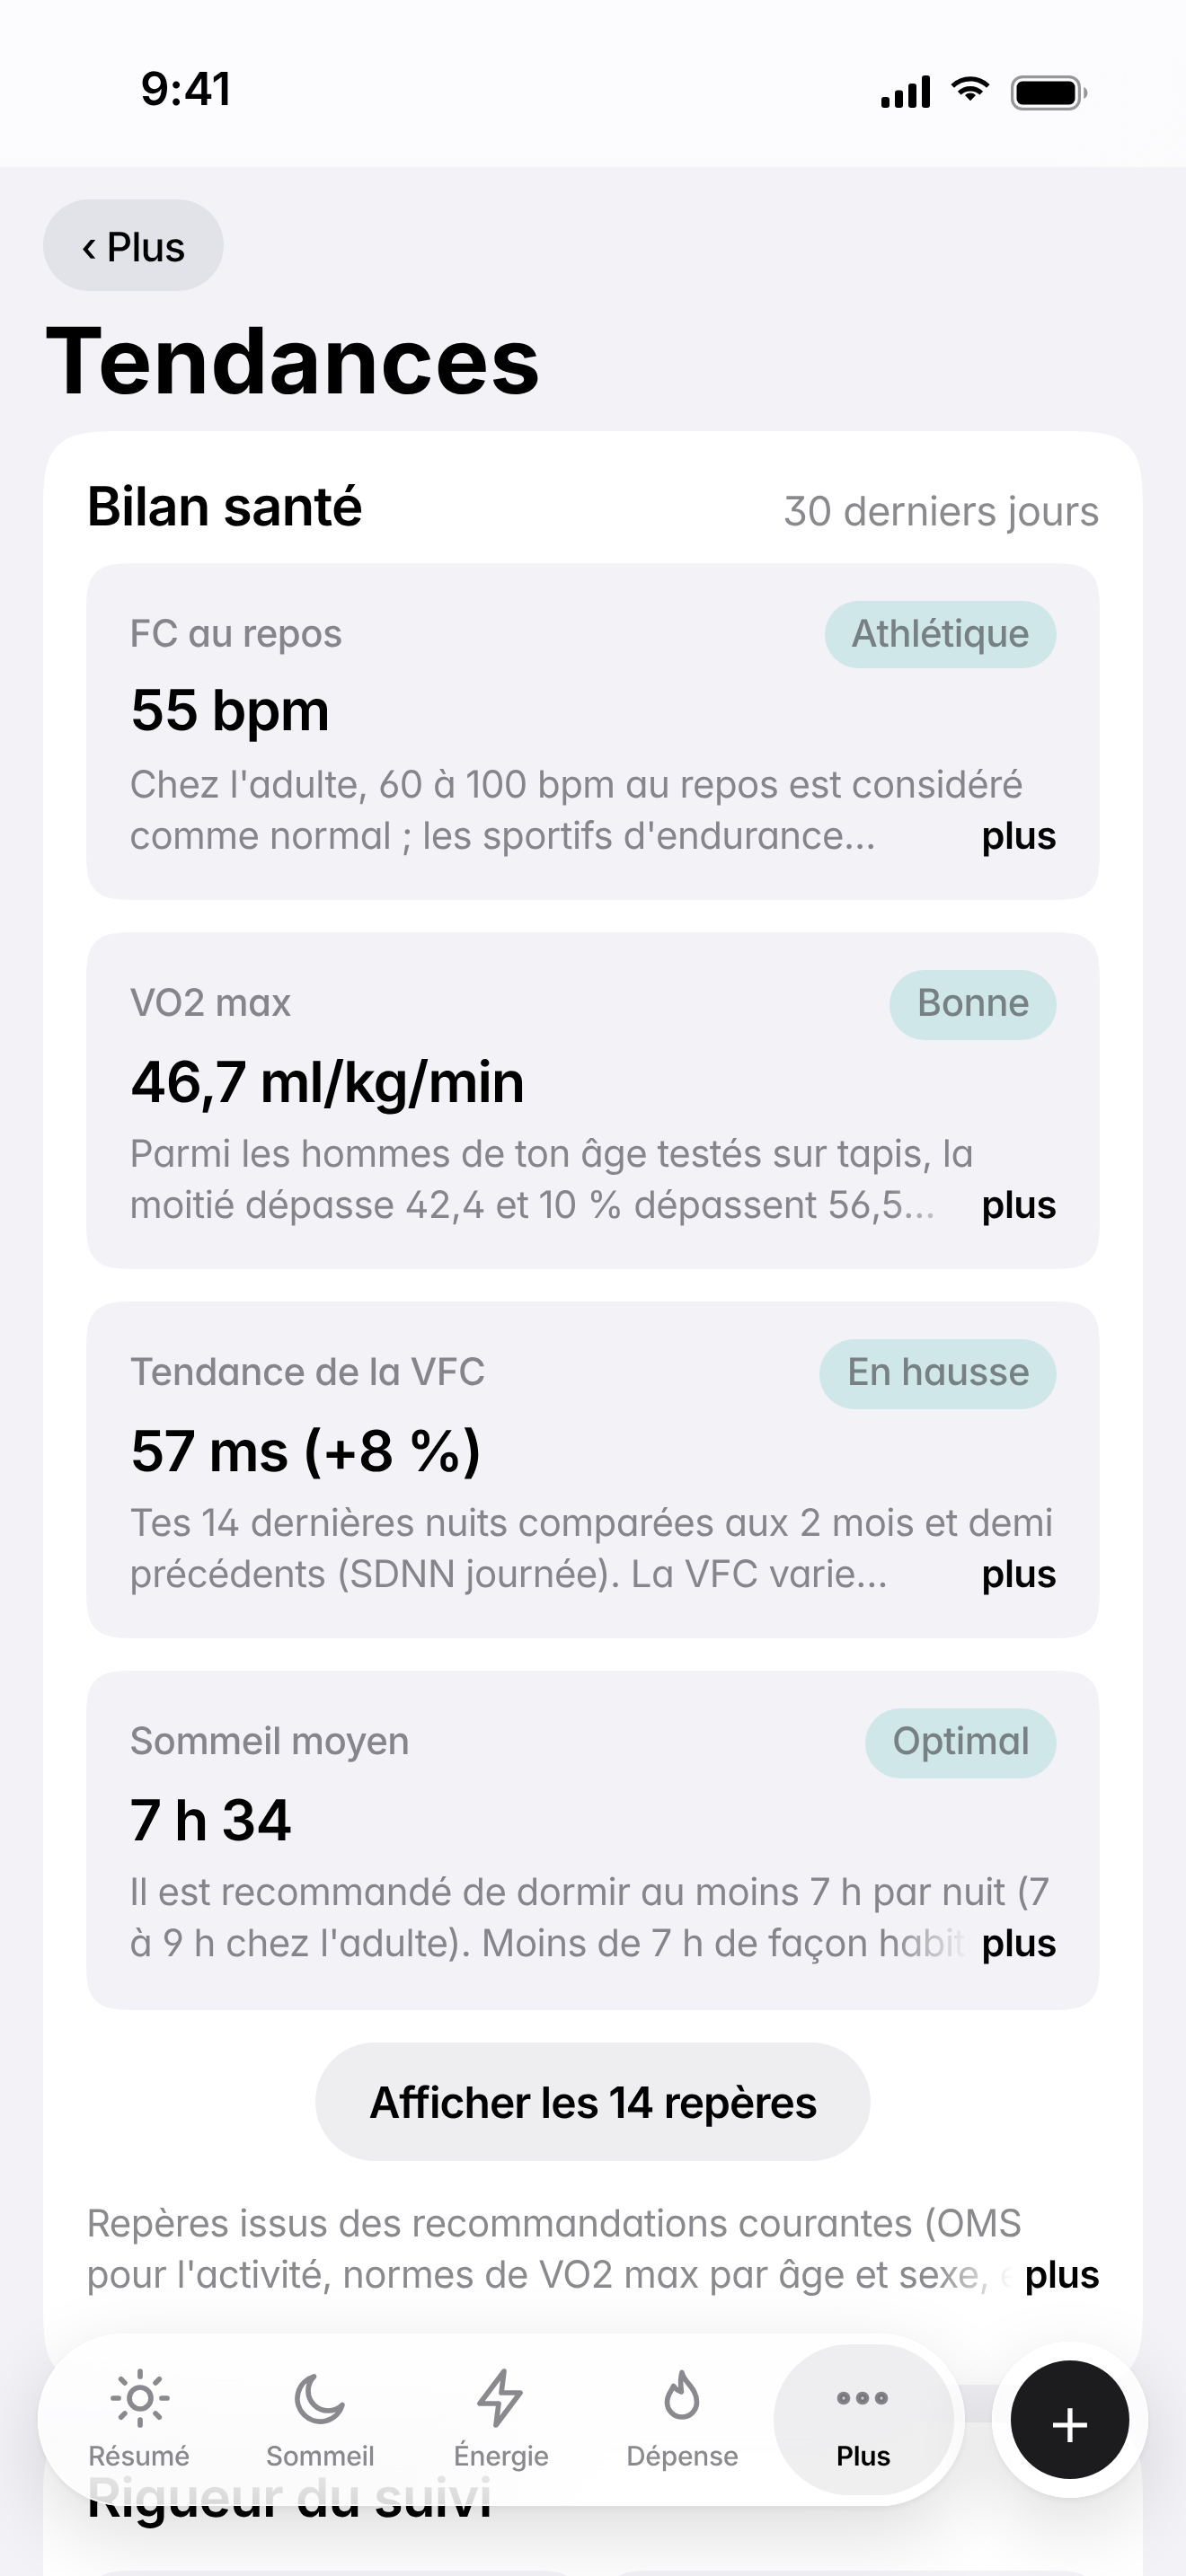 9:41
‹ Plus
Tendances
Bilan santé
30 derniers jours
FC au repos
Athlétique
55 bpm
Chez l'adulte, 60 à 100 bpm au repos est considéré
comme normal ; les sportifs d'endurance... plus
VO2 max
Bonne
46,7 ml/kg/min
Parmi les hommes de ton âge testés sur tapis, la
moitié dépasse 42,4 et 10 % dépassent 56,5... plus
Tendance de la VFC
En hausse
57 ms (+8 %)
Tes 14 dernières nuits comparées aux 2 mois et demi
précédents (SDNN journée). La VFC varie... plus
Sommeil moyen
Optimal
7 h 34
Il est recommandé de dormir au moins 7 h par nuit (7
à 9 h chez l'adulte). Moins de 7 h de façon plus
Afficher les 14 repères
Repères issus des recommandations courantes (OMS
pour l'activité, normes de VO2 max par âge et sexe, plus
Résumé
Sommeil
Énergie
Dépense
Plus
+
Rigueur du suivi